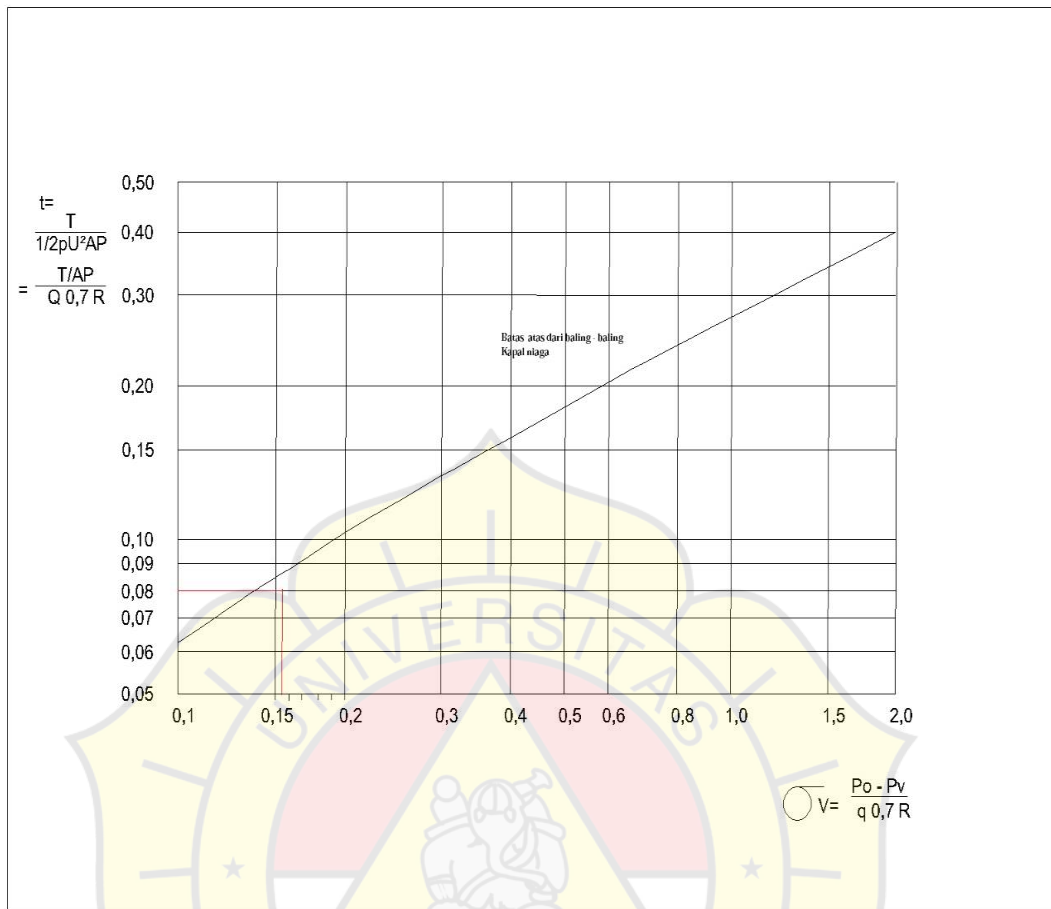 t=
T
1/2pU²AP
= T/AP
Q 0,7 R
0,50
0,40
0,30
0,20
0,15
0,10
0,09
0,08
0,07
0,06
0,05
Batas atas dari baling - baling
Kapal niaga
0,1 0,15 0,2 0,3 0,4 0,5 0,6 0,8 1,0 1,5 2,0
V= Po - Pv
q 0,7 R
UNIVERSITAS